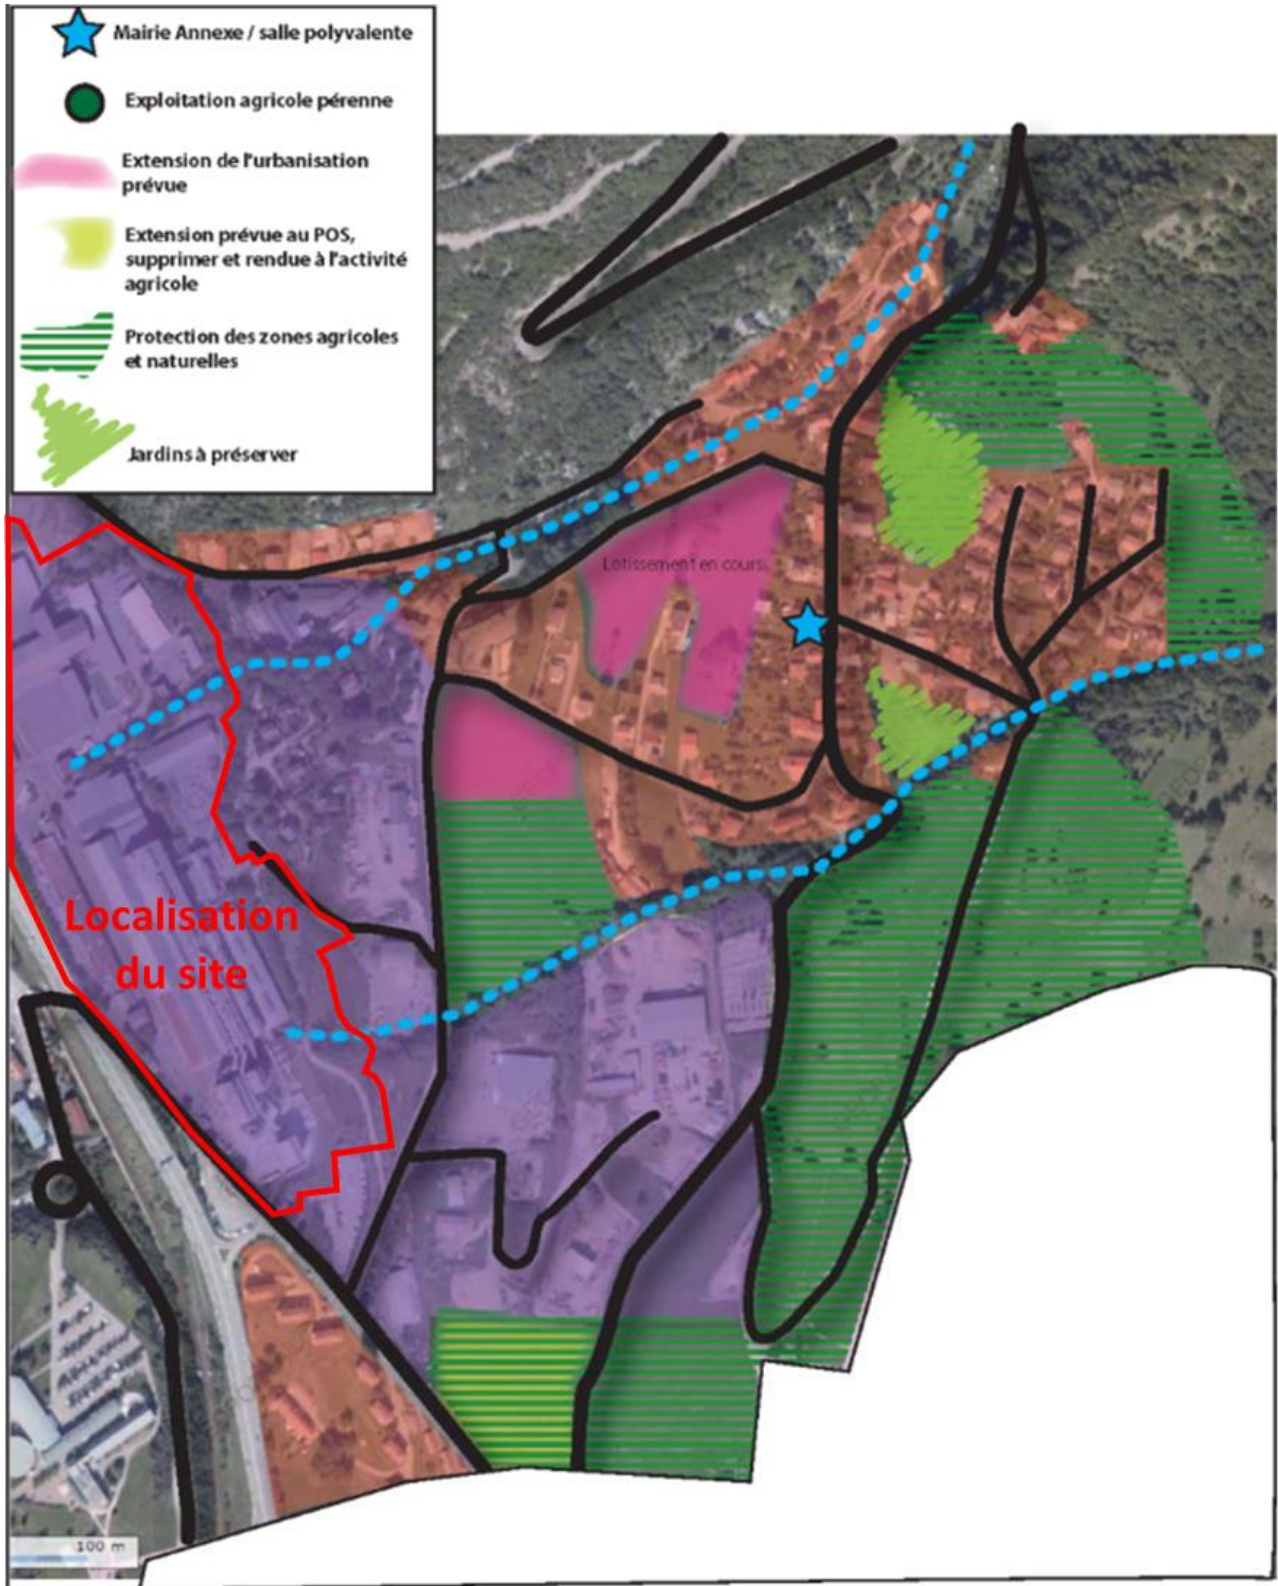 Mairie Annexe / salle polyvalente
Exploitation agricole pérenne
Extension de l'urbanisation
prévue
Extension prévue au POS,
supprimer et rendue à l'activité
agricole
Protection des zones agricoles
et naturelles
Jardins à préserver
Lotissement en cours
Localisation
du site
100 m